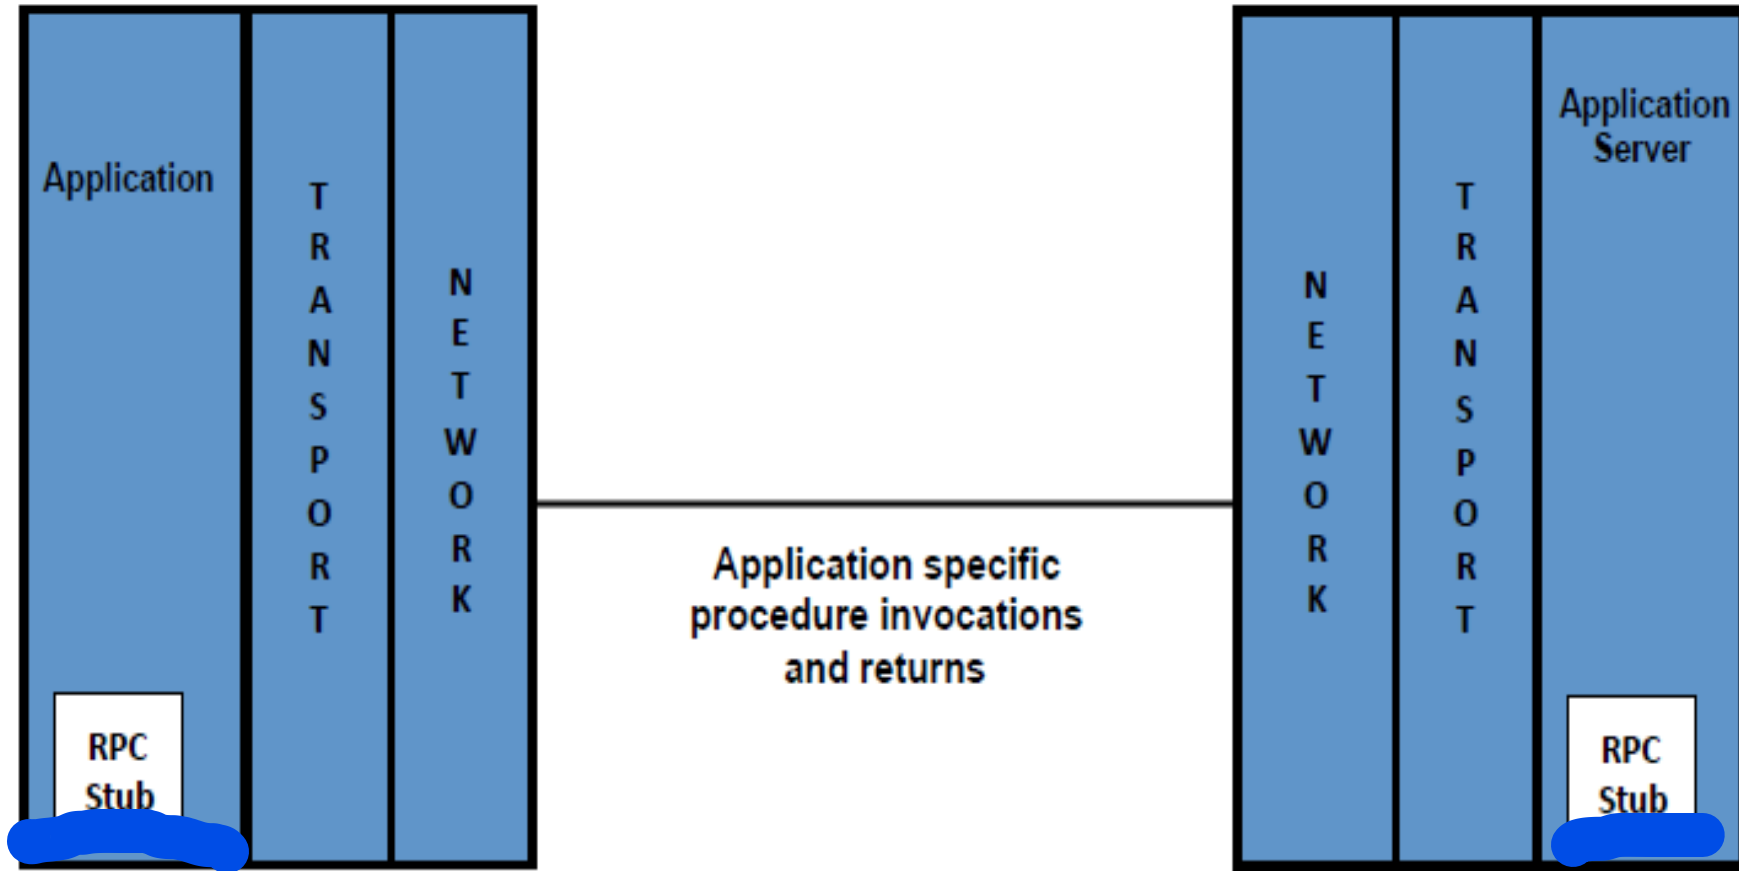 Application
TRANSPORT
NETWORK
RPC
Stub
Application specific
procedure invocations
and returns
NETWORK
TRANSPORT
Application
Server
RPC
Stub